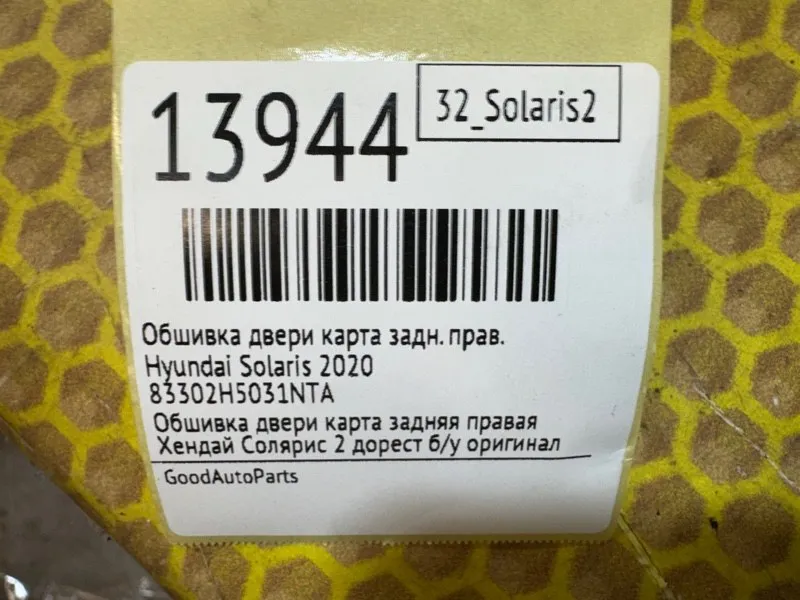 13944
32_Solaris2
Обшивка двери карта задн. прав.
Hyundai Solaris 2020
83302H5031NTA
Обшивка двери карта задняя правая
Хендай Солярис 2 дорест б/у оригинал
GoodAutoParts